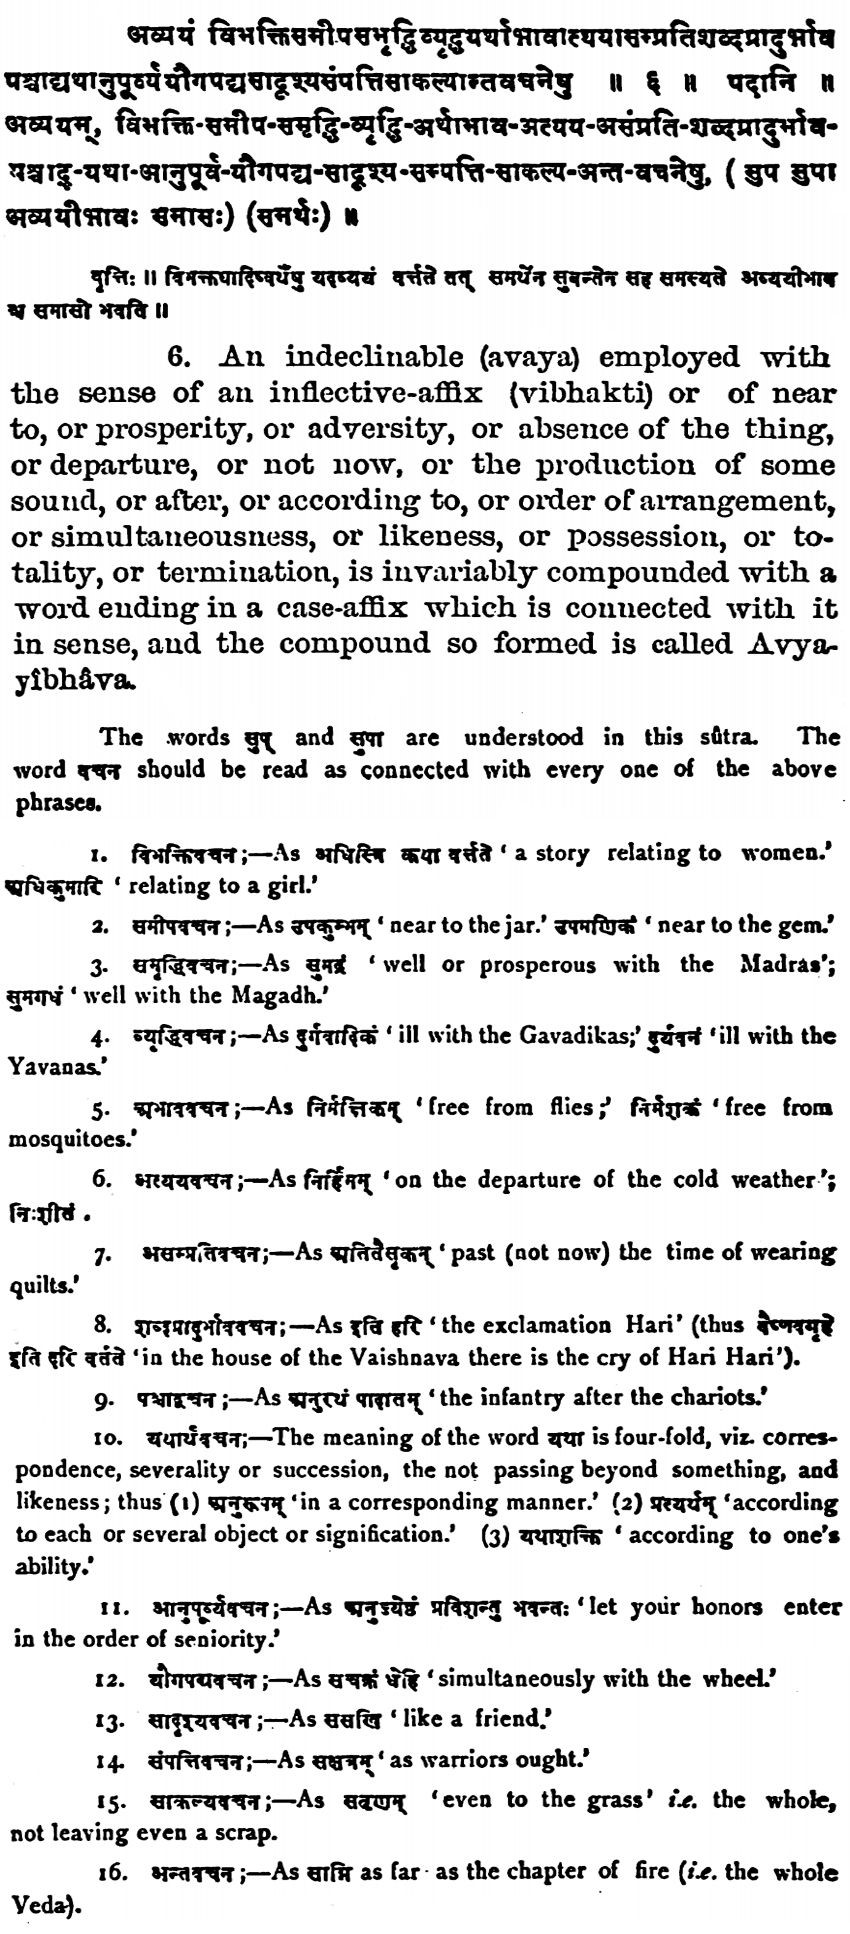 अव्ययं विभक्तिसमीपसमृद्धिव्यृद्ध्यर्थाभावात्ययासम्प्रतिशब्दप्रादुर्भाव
पश्चाद्यथानुपूर्व्ययौगपद्यसादृश्यसंपत्तिसाकल्यान्तवचनेषु ॥ ६ ॥ पदानि ॥
अव्ययम्, विभक्ति-समीप-समृद्धि-व्यृद्धि-अर्थाभाव-अत्यय-असंप्रति-शब्दप्रादुर्भाव-
पश्चाद्-यथा-आनुपूर्व-यौगपद्य-सादृश्य-सम्पत्ति-साकल्य-अन्त-वचनेषु, ( सुप सुपा
अव्ययीभावः समासः) (समर्थः) ॥
वृत्तिः ॥ विभक्त्यादिष्वर्थेषु यदव्ययं वर्त्तते तत् समर्थेन सुबन्तेन सह समस्यते अव्ययीभाव
श्च समासो भवति ॥
6. An indeclinable (avaya) employed with
the sense of an inflective-affix (vibhakti) or of near
to, or prosperity, or adversity, or absence of the thing,
or departure, or not now, or the production of some
sound, or after, or according to, or order of arrangement,
or simultaneousness, or likeness, or possession, or to-
tality, or termination, is invariably compounded with a
word ending in a case-affix which is connected with it
in sense, and the compound so formed is called Avya-
yîbhâva.
The words सुप् and सुपा are understood in this sûtra. The
word वचन should be read as connected with every one of the above
phrases.
1. विभक्तिवचन ;—As अधिस्त्रि कथा वर्त्तते ' a story relating to women.'
अधिकुमारि ' relating to a girl.'
2. समीपवचन ;—As उपकुम्भम् ' near to the jar.' उपमणिकं ' near to the gem.'
3. समृद्धिवचन;—As सुमद्रं ' well or prosperous with the Madras';
सुमगधं ' well with the Magadh.'
4. व्यृद्धिवचन ;—As दुर्गवादिकं ' ill with the Gavadikas;' दुर्यवनं 'ill with the
Yavanas.'
5. अभाववचन ;—As निर्मक्षिकम् ' free from flies ;' निर्मशकं ' free from
mosquitoes.'
6. अत्ययवचन ;—As निर्हिमम् ' on the departure of the cold weather ';
निःशीतं .
7. असम्प्रतिवचन;—As अतितैसृकम् ' past (not now) the time of wearing
quilts.'
8. शब्दप्रादुर्भाववचन;—As इति हरि ' the exclamation Hari' (thus वैष्णवगृहे
इति हरि वर्तते 'in the house of the Vaishnava there is the cry of Hari Hari').
9. पश्चाद्वचन ;—As अनुरथं पादातम् ' the infantry after the chariots.'
10. यथार्थवचन;—The meaning of the word यथा is four-fold, viz. corres-
pondence, severality or succession, the not passing beyond something, and
likeness ; thus (1) अनुरूपम् 'in a corresponding manner.' (2) प्रत्यर्थम् 'according
to each or several object or signification.' (3) यथाशक्ति ' according to one's
ability.'
11. आनुपूर्व्यवचन ;—As अनुज्येष्ठं प्रविशन्तु भवन्तः ' let your honors enter
in the order of seniority.'
12. यौगपद्यवचन ;—As सचक्रं धेहि ' simultaneously with the wheel.'
13. सादृश्यवचन ;—As ससखि ' like a friend.'
14. संपत्तिवचन;—As सक्षत्रम् ' as warriors ought.'
15. साकल्यवचन ;—As सतृणम् ' even to the grass' i.e. the whole,
not leaving even a scrap.
16. अन्तवचन ;—As साग्नि as far as the chapter of fire (i.e. the whole
Veda).